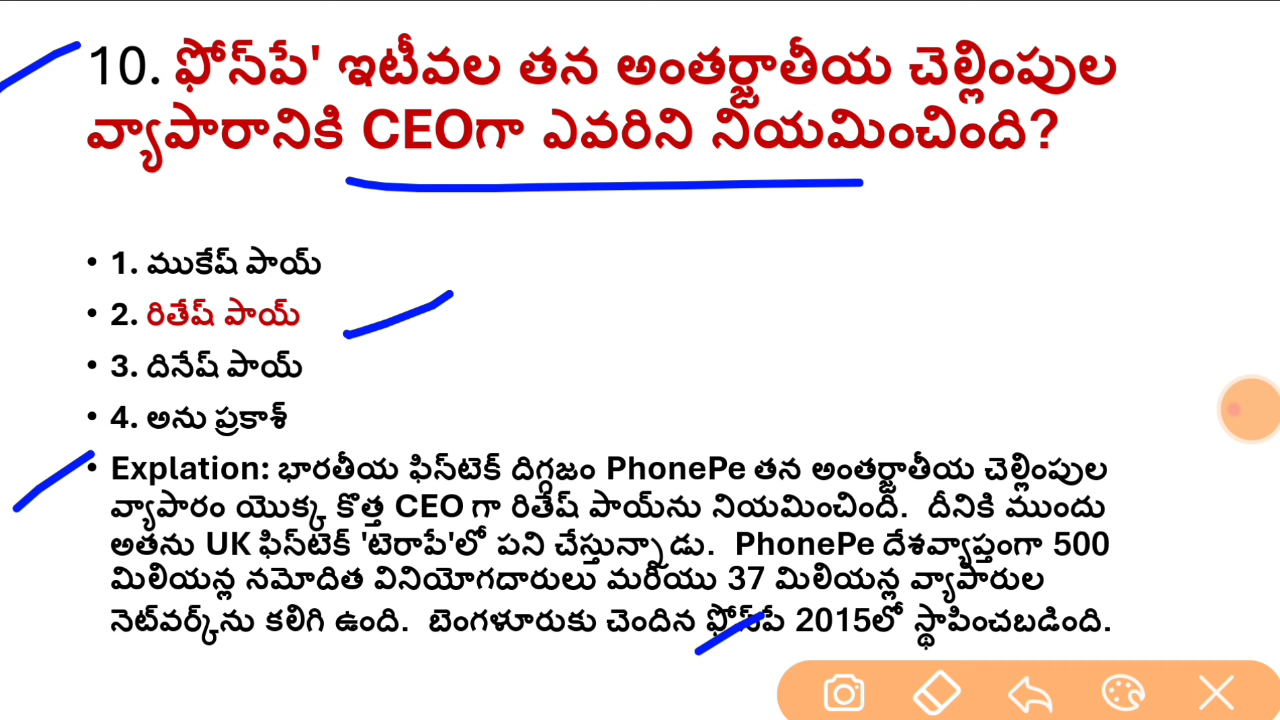 10. ఫోన్‌పే' ఇటీవల తన అంతర్జాతీయ చెల్లింపుల
వ్యాపారానికి CEOగా ఎవరిని నియమించింది?
• 1. ముకేష్ పాయ్
• 2. రితేష్ పాయ్
• 3. దినేష్ పాయ్
• 4. అను ప్రకాశ్
• Explation: భారతీయ ఫిన్‌టెక్ దిగ్గజం PhonePe తన అంతర్జాతీయ చెల్లింపుల
వ్యాపారం యొక్క కొత్త CEO గా రితేష్ పాయ్‌ను నియమించింది. దీనికి ముందు
అతను UK ఫిన్‌టెక్ 'టెరాపే'లో పని చేస్తున్నాడు. PhonePe దేశవ్యాప్తంగా 500
మిలియన్ల నమోదిత వినియోగదారులు మరియు 37 మిలియన్ల వ్యాపారుల
నెట్‌వర్క్‌ను కలిగి ఉంది. బెంగళూరుకు చెందిన ఫోన్‌పే 2015లో స్థాపించబడింది.